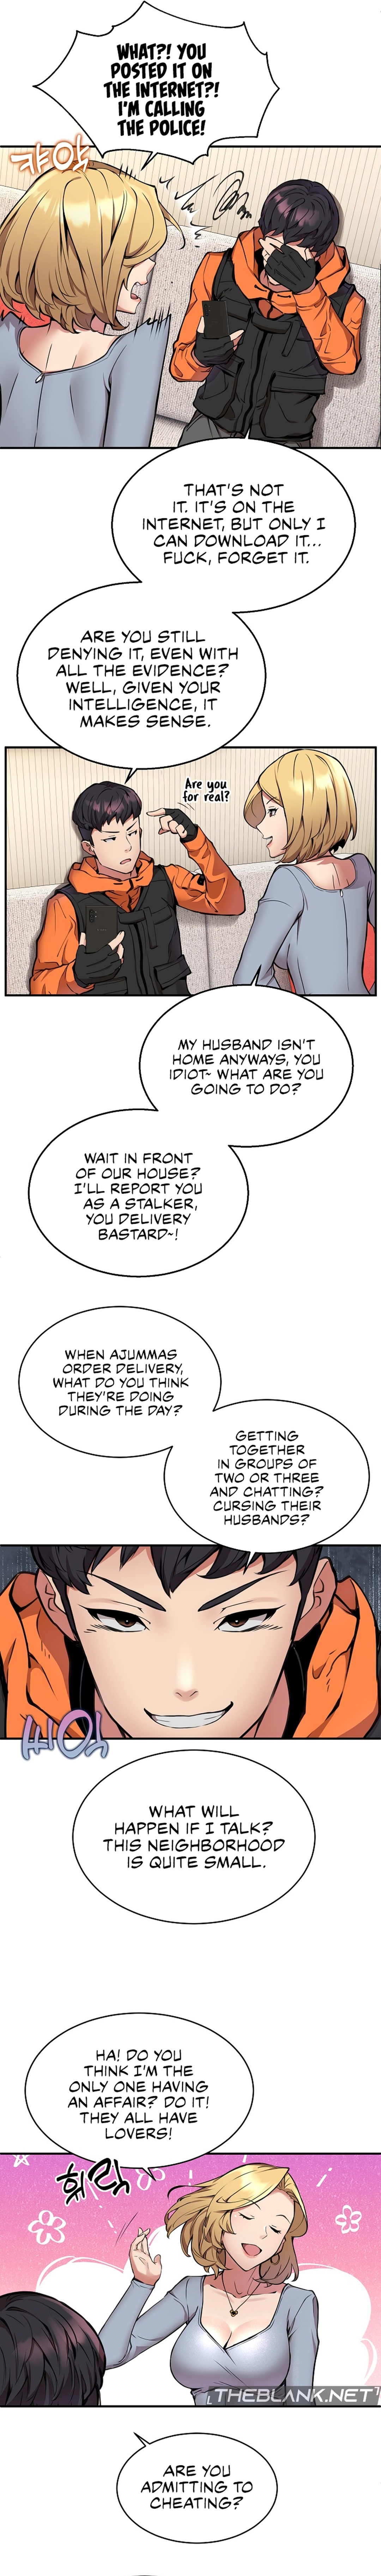 WHAT?! YOU
POSTED IT ON
THE INTERNET?!
I'M CALLING
THE POLICE!
꺄악
THAT'S NOT
IT. IT'S ON THE
INTERNET, BUT ONLY I
CAN DOWNLOAD IT...
FUCK, FORGET IT.
ARE YOU STILL
DENYING IT, EVEN WITH
ALL THE EVIDENCE?
WELL, GIVEN YOUR
INTELLIGENCE, IT
MAKES SENSE.
Are you
for real?
MY HUSBAND ISN'T
HOME ANYWAYS, YOU
IDIOT~ WHAT ARE YOU
GOING TO DO?
WAIT IN FRONT
OF OUR HOUSE?
I'LL REPORT YOU
AS A STALKER,
YOU DELIVERY
BASTARD~!
WHEN AJUMMAS
ORDER DELIVERY,
WHAT DO YOU THINK
THEY'RE DOING
DURING THE DAY?
GETTING
TOGETHER
IN GROUPS OF
TWO OR THREE
AND CHATTING?
CURSING THEIR
HUSBANDS?
씨익
WHAT WILL
HAPPEN IF I TALK?
THIS NEIGHBORHOOD
IS QUITE SMALL.
HA! DO YOU
THINK I'M THE
ONLY ONE HAVING
AN AFFAIR? DO IT!
THEY ALL HAVE
LOVERS!
휘릭
THEBLANK.NET
ARE YOU
ADMITTING TO
CHEATING?